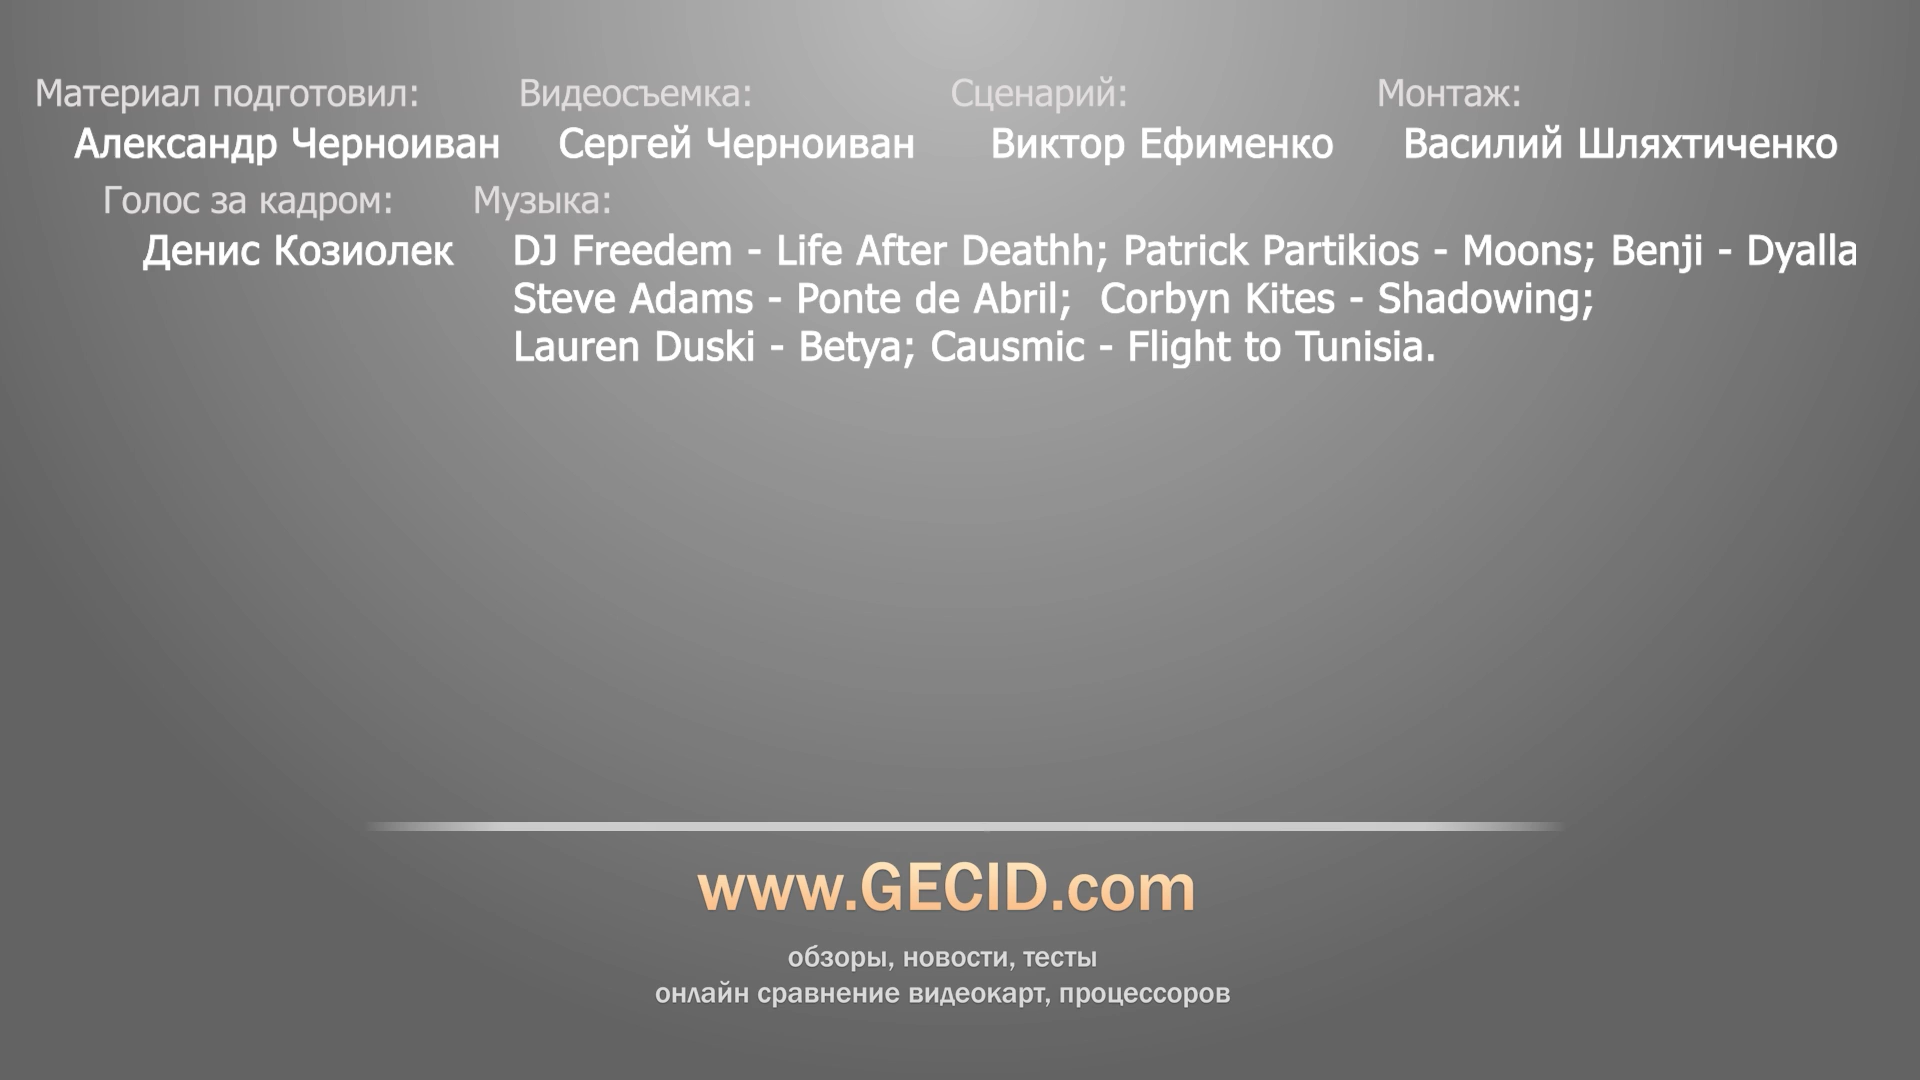 Материал подготовил: Видеосъемка: Сценарий: Монтаж:
Александр Черноиван Сергей Черноиван Виктор Ефименко Василий Шляхтиченко
Голос за кадром: Музыка:
Денис Козиолек DJ Freedem - Life After Deathh; Patrick Partikios - Moons; Benji - Dyalla
Steve Adams - Ponte de Abril; Corbyn Kites - Shadowing;
Lauren Duski - Betya; Causmic - Flight to Tunisia.
www.GECID.com
обзоры, новости, тесты
онлайн сравнение видеокарт, процессоров